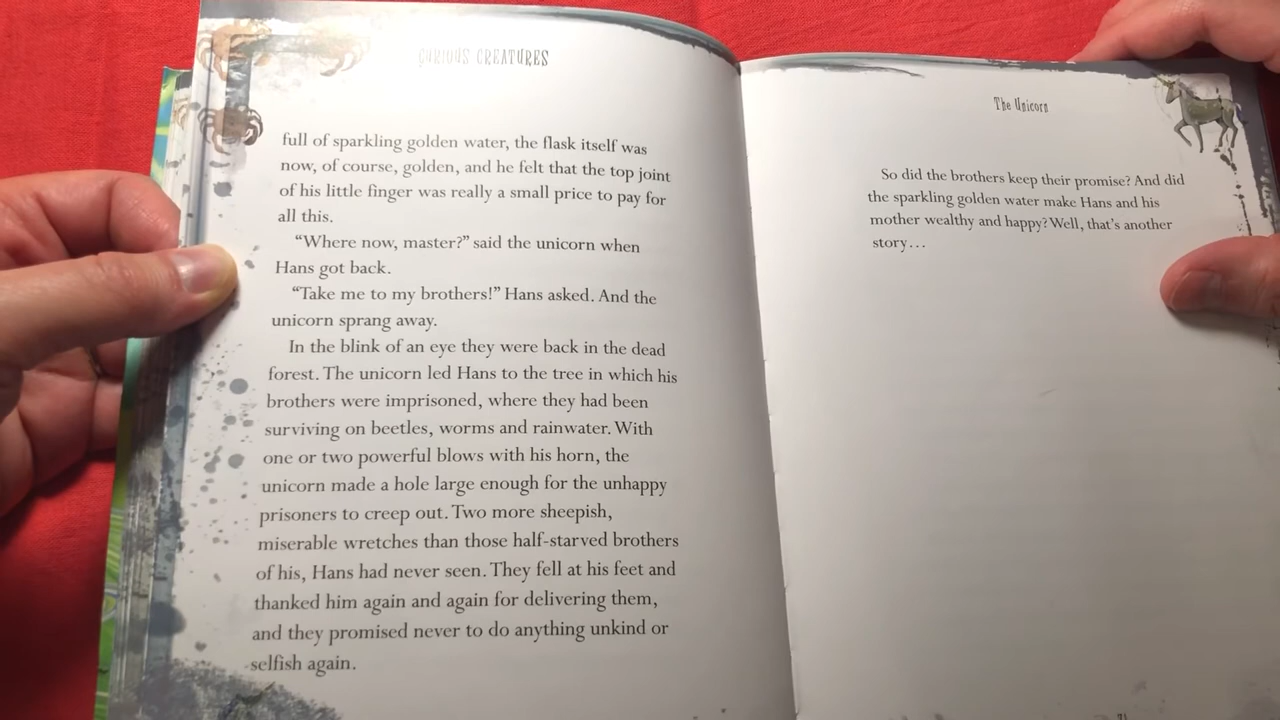 CURIOUS CREATURES
full of sparkling golden water, the flask itself was
now, of course, golden, and he felt that the top joint
of his little finger was really a small price to pay for
all this.
“Where now, master?” said the unicorn when
Hans got back.
“Take me to my brothers!” Hans asked. And the
unicorn sprang away.
In the blink of an eye they were back in the dead
forest. The unicorn led Hans to the tree in which his
brothers were imprisoned, where they had been
surviving on beetles, worms and rainwater. With
one or two powerful blows with his horn, the
unicorn made a hole large enough for the unhappy
prisoners to creep out. Two more sheepish,
miserable wretches than those half-starved brothers
of his, Hans had never seen. They fell at his feet and
thanked him again and again for delivering them,
and they promised never to do anything unkind or
selfish again.
The Unicorn
So did the brothers keep their promise? And did
the sparkling golden water make Hans and his
mother wealthy and happy? Well, that’s another
story…